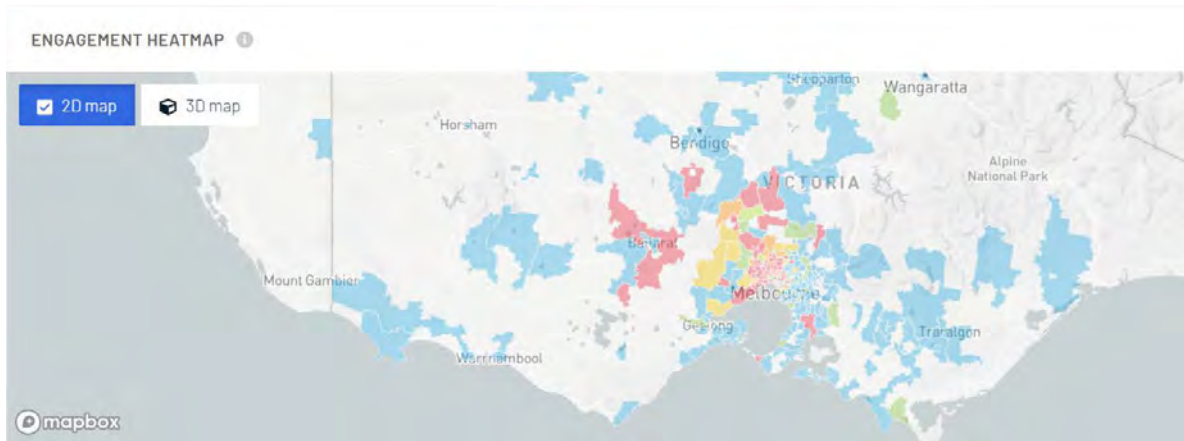 ENGAGEMENT HEATMAP
2D map
3D map
Shepparton
Wangaratta
Horsham
Bendigo
Alpine
National Park
VICTORIA
Ballarat
Mount Gambier
Melbourne
Geelong
Traralgon
Warrnambool
mapbox